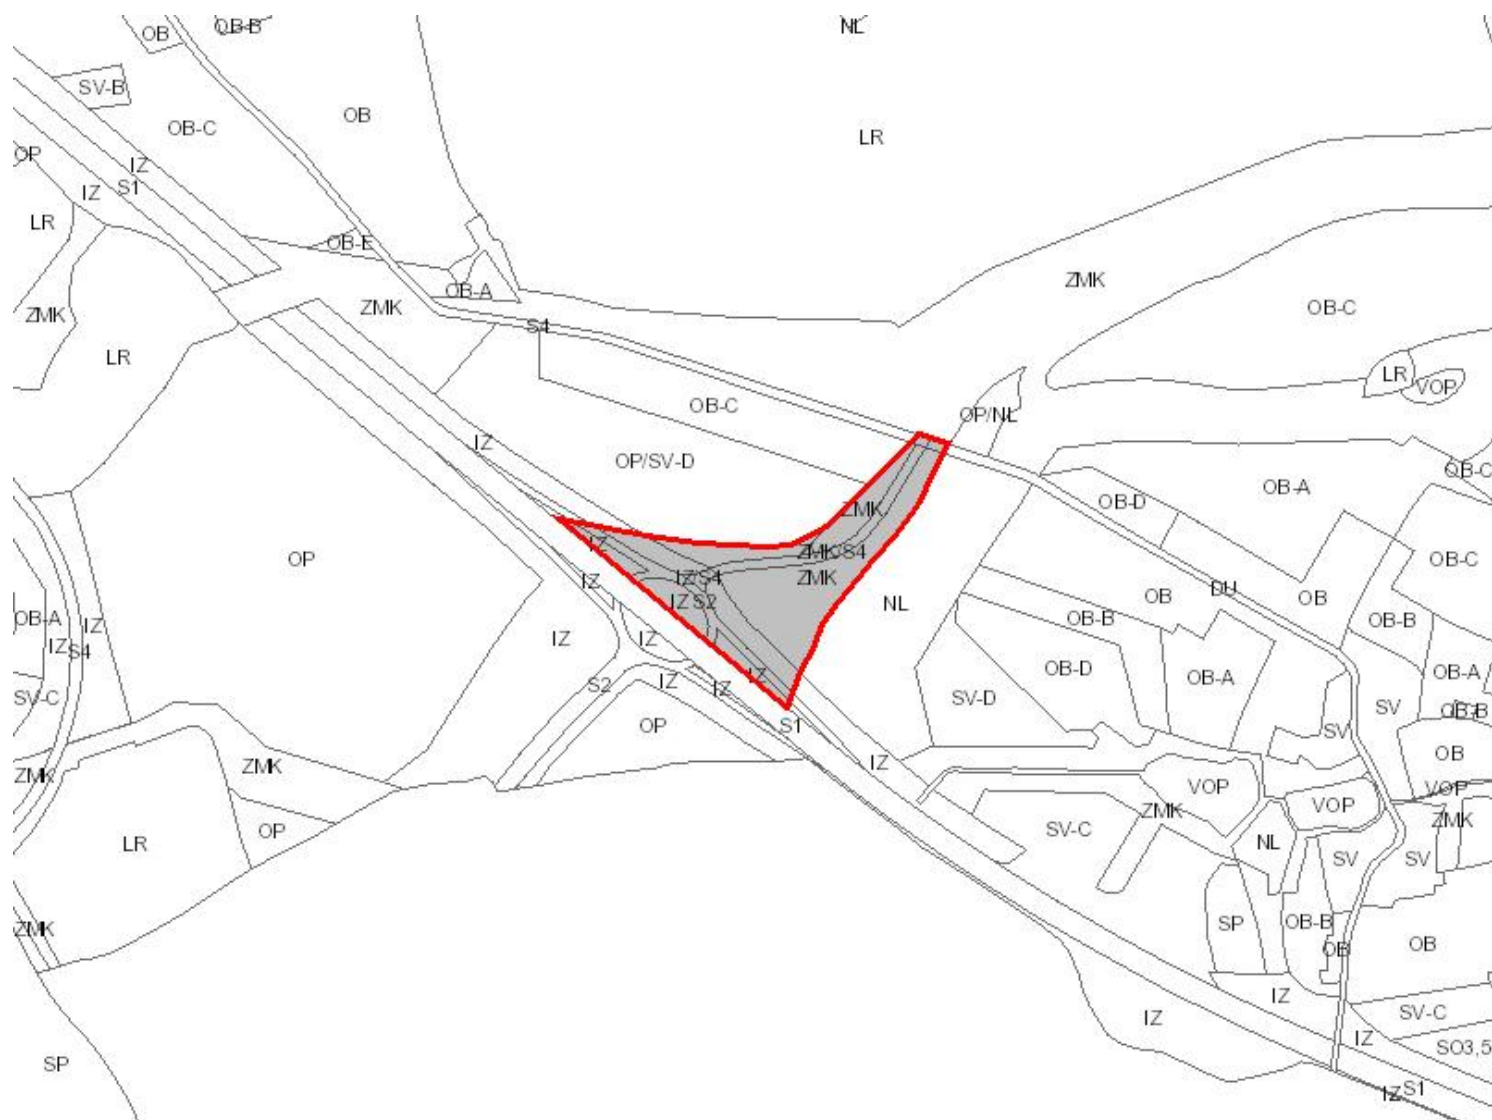 OB
OB-B
NL
SV-B
OB
OB-C
LR
OP
IZ
S1
IZ
LR
OB-E
ZMK
OB-A
ZMK
ZMK
OB-C
S4
LR
LR
VOP
OB-C
OP/NL
IZ
OP/SV-D
OB-C
OB-A
OB-D
ZMK
IZ
ZMK/S4
OP
OB-C
IZ
IZ/S4
ZMK
DU
OB
OB
IZ S2
NL
OB-A
IZ
OB-B
OB-B
IZ
IZ
IZ
S4
OB-D
OB-A
OB-A
IZ
S2
IZ
IZ
SV-C
SV-D
SV
OP
S1
SV
OB
IZ
ZMK
ZMK
VOP
VOP
VOP
ZMK
ZMK
OP
SV-C
LR
NL
SV
SV
SP
OB-B
ZMK
OB
OB
IZ
SV-C
IZ
IZ
SO3,5
SP
IZ
S1